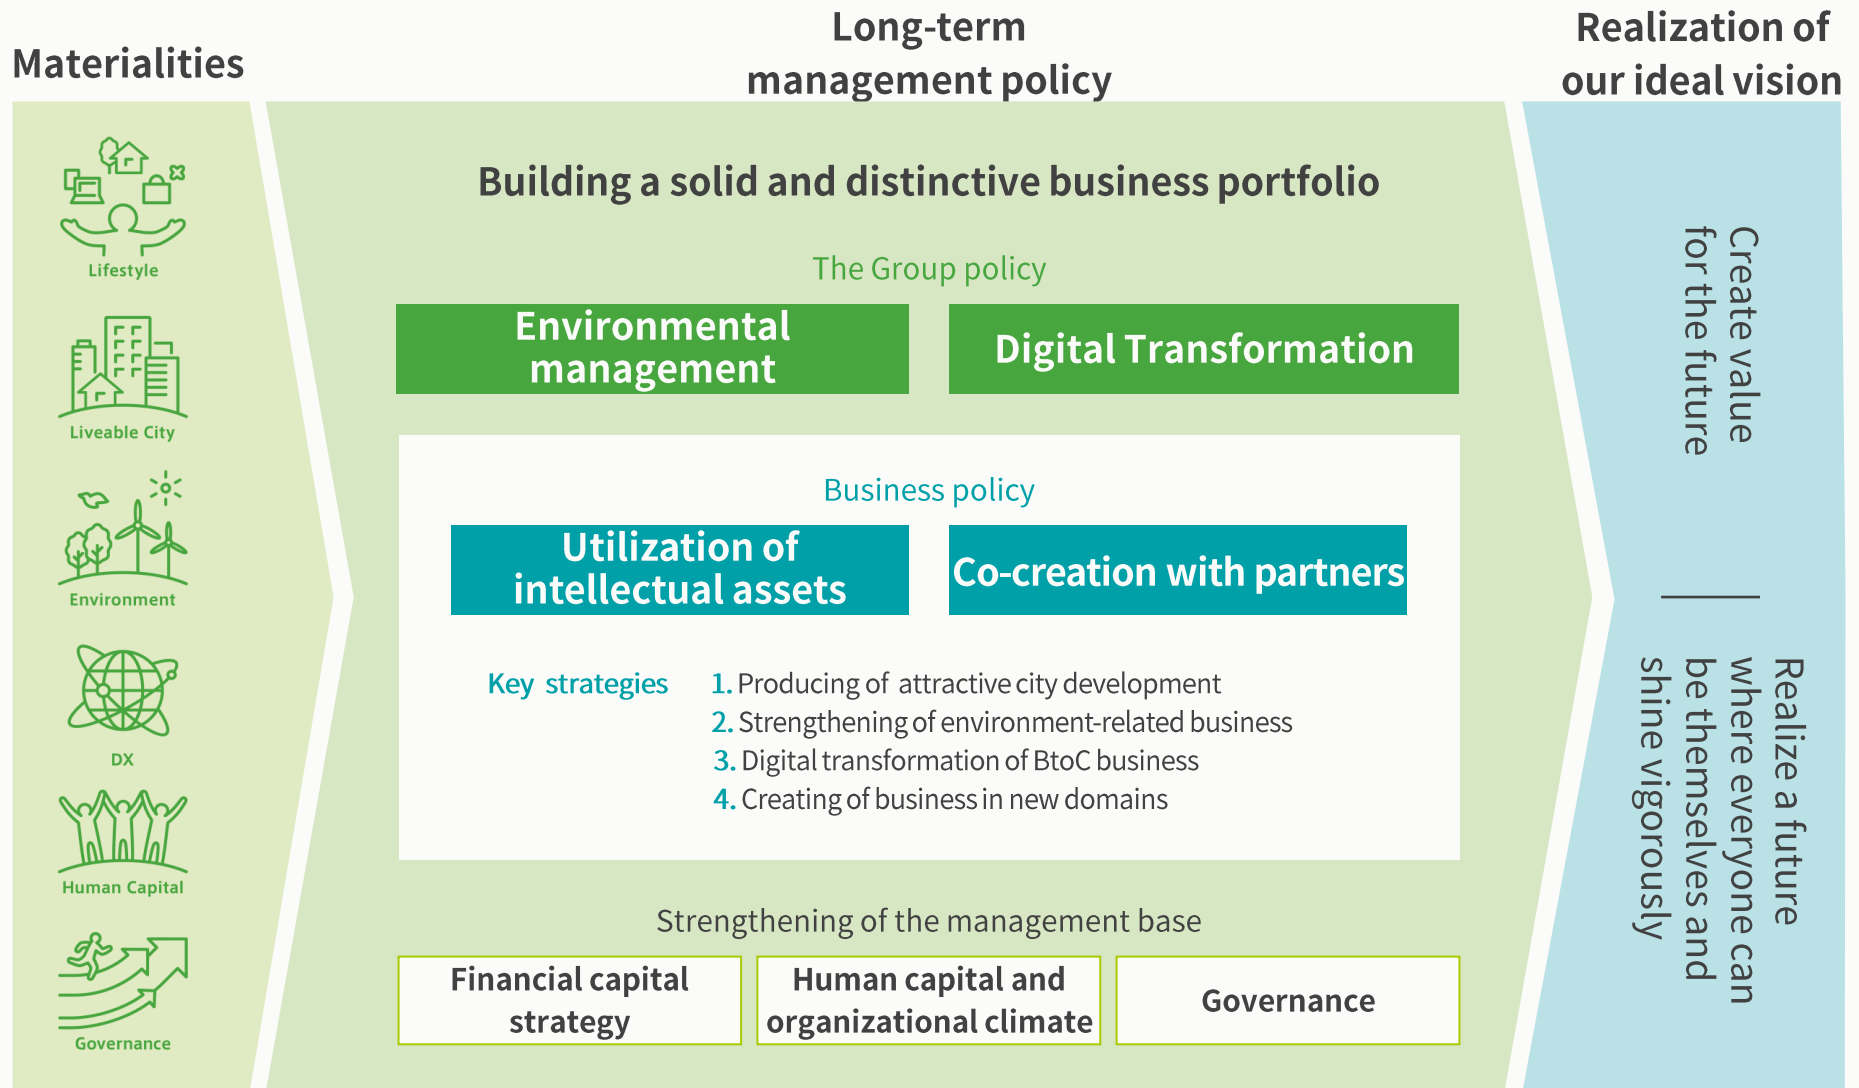 Materialities
Lifestyle
Liveable City
Environment
DX
Human Capital
Governance
Long-term
management policy
Building a solid and distinctive business portfolio
The Group policy
Environmental
management
Digital Transformation
Business policy
Utilization of
intellectual assets
Co-creation with partners
Key strategies
1. Producing of attractive city development
2. Strengthening of environment-related business
3. Digital transformation of BtoC business
4. Creating of business in new domains
Strengthening of the management base
Financial capital
strategy
Human capital and
organizational climate
Governance
Realization of
our ideal vision
Create value
for the future
Realize a future
where everyone can
be themselves and
shine vigorously